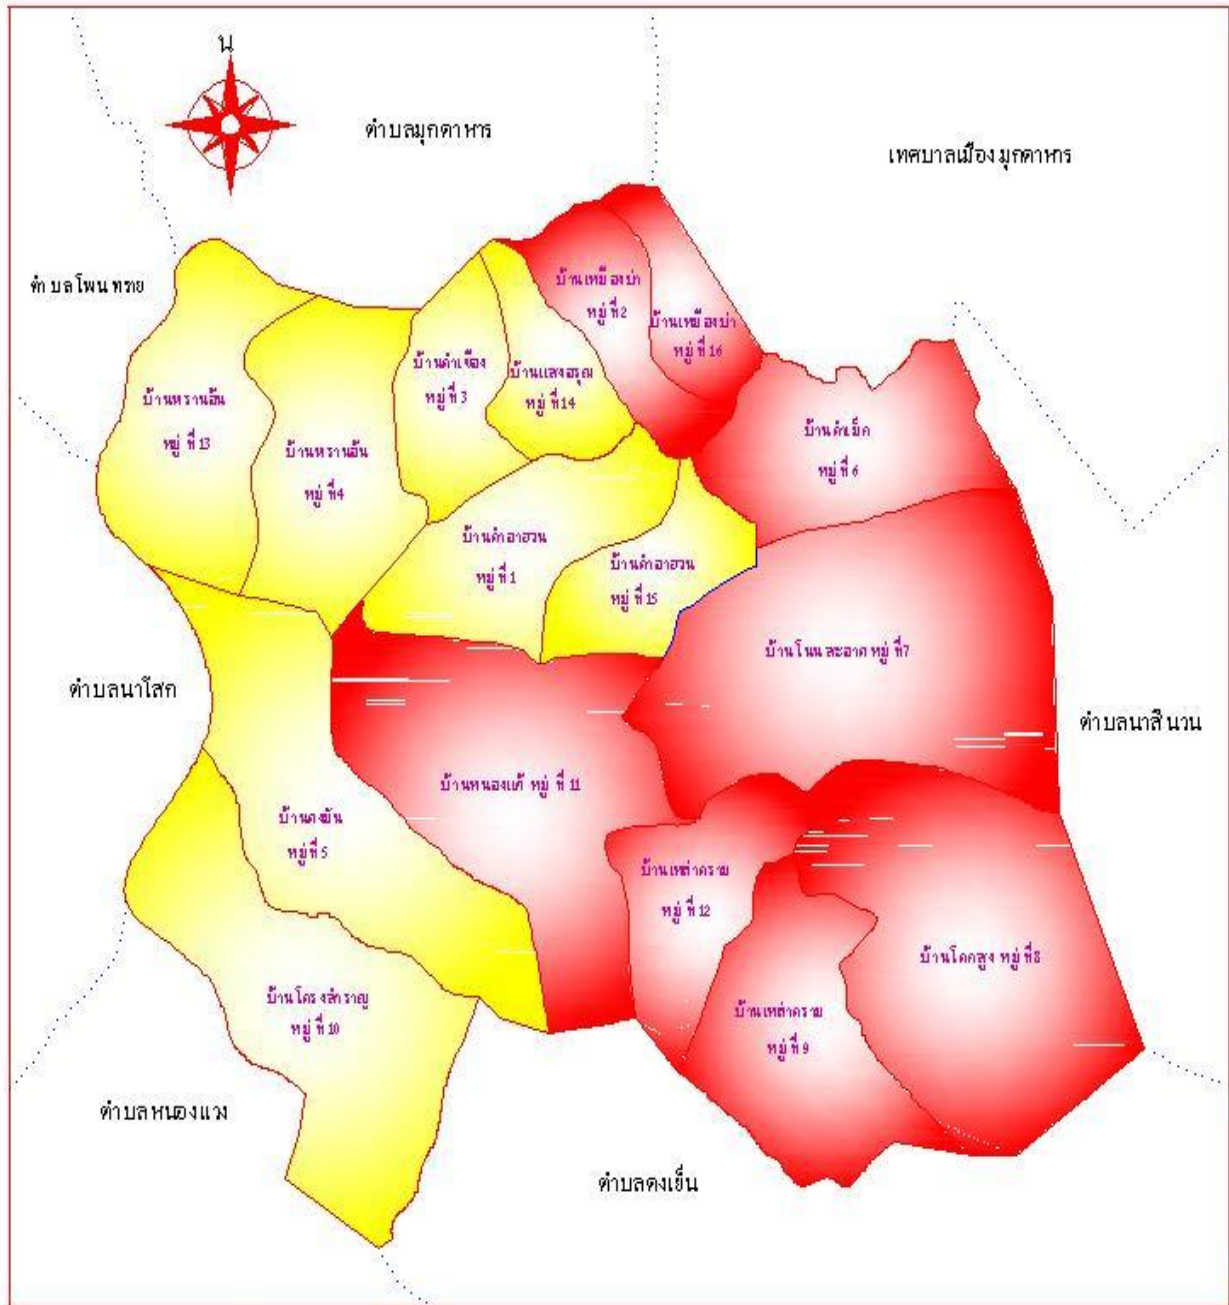 น
ตำบลมุกดาหาร
เทศบาลเมืองมุกดาหาร
ตำบลโพนทราย
บ้านเหมืองบ่า
หมู่ที่ 2
บ้านเหมืองบ่า
หมู่ที่ 16
บ้านคำเขือง
หมู่ที่ 3
บ้านแสงอรุณ
หมู่ที่ 14
บ้านพรานอ้น
หมู่ที่ 13
บ้านพรานอ้น
หมู่ที่ 4
บ้านคำเม็ก
หมู่ที่ 6
บ้านคำอาฮวน
หมู่ที่ 1
บ้านคำอาฮวน
หมู่ที่ 15
บ้านโนนสะอาด หมู่ที่7
ตำบลนาโสก
ตำบลนาสีนวน
บ้านหนองแค้ หมู่ที่ 11
บ้านดงมัน
หมู่ที่ 5
บ้านเหล่าคราม
หมู่ที่ 12
บ้านโคกสูง หมู่ที่8
บ้านโครงสำราญ
หมู่ที่ 10
บ้านเหล่าคราม
หมู่ที่ 9
ตำบลหนองแวง
ตำบลดงเย็น